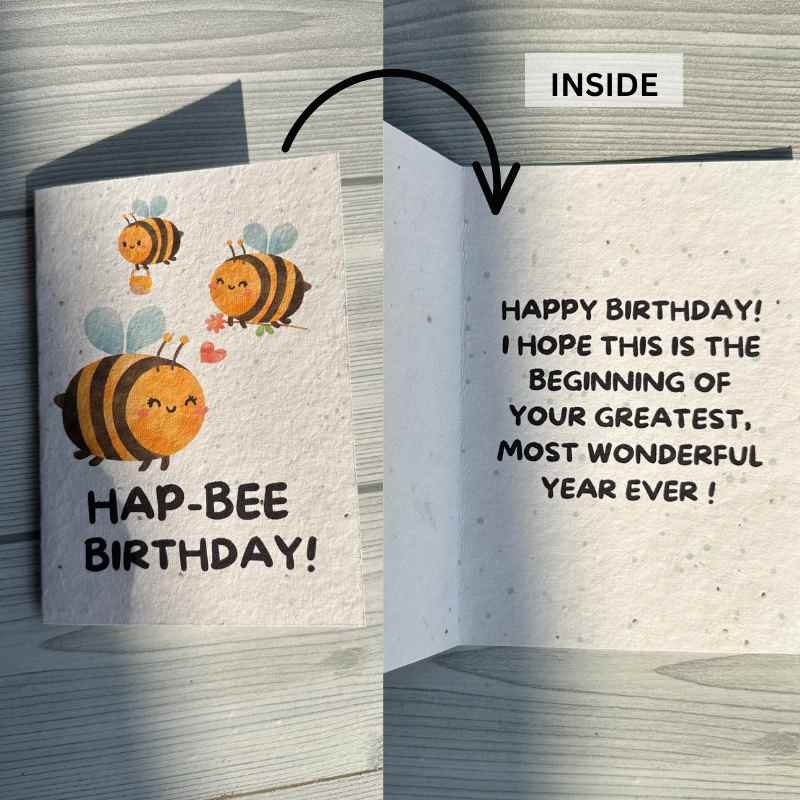 HAP-BEE
BIRTHDAY!
INSIDE
HAPPY BIRTHDAY!
I HOPE THIS IS THE
BEGINNING OF
YOUR GREATEST,
MOST WONDERFUL
YEAR EVER !